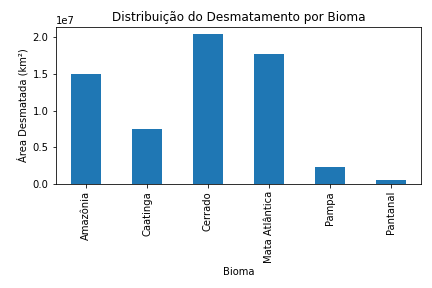 Distribuição do Desmatamento por Bioma
1e7
2.0
1.5
1.0
0.5
0.0
Área Desmatada (km²)
Amazônia
Caatinga
Cerrado
Mata Atlântica
Pampa
Pantanal
Bioma